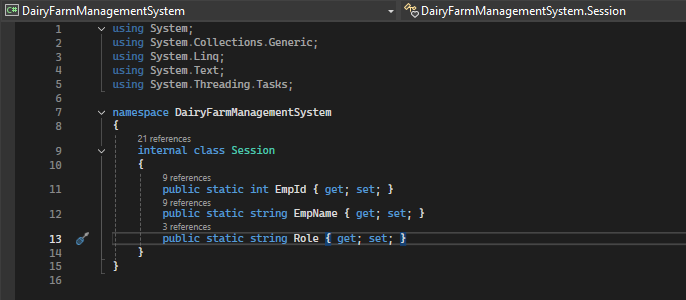 DairyFarmManagementSystem DairyFarmManagementSystem.Session
1 using System;
2 using System.Collections.Generic;
3 using System.Linq;
4 using System.Text;
5 using System.Threading.Tasks;
6
7 namespace DairyFarmManagementSystem
8 {
21 references
9 internal class Session
10 {
9 references
11 public static int EmpId { get; set; }
9 references
12 public static string EmpName { get; set; }
3 references
13 public static string Role { get; set; }
14 }
15 }
16